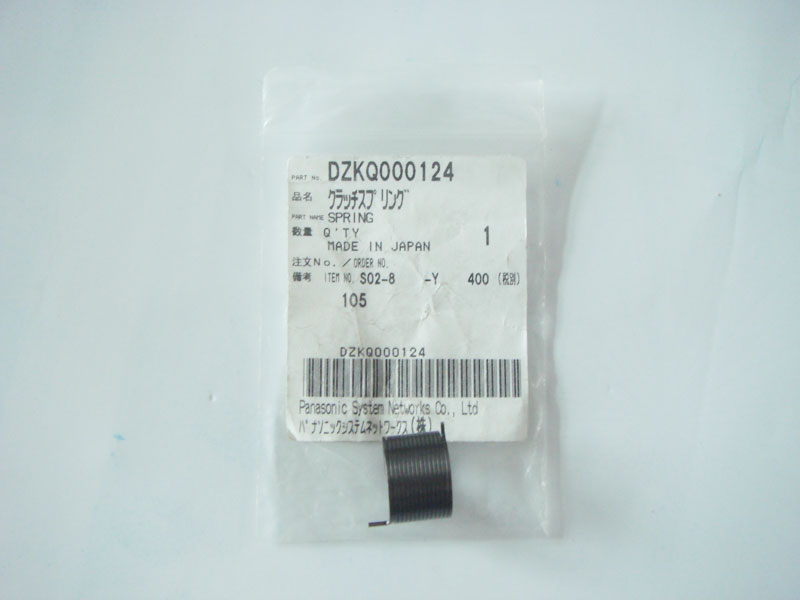 PART No. DZKQ000124
品名 クラッチスプリング
PART NAME SPRING
数量 Q'TY 1
MADE IN JAPAN
注文No./ORDER NO.
備考 ITEM NO. S02-8 -Y 400 (税別)
105
DZKQ000124
Panasonic System Networks Co., Ltd
パナソニックシステムネットワークス(株)